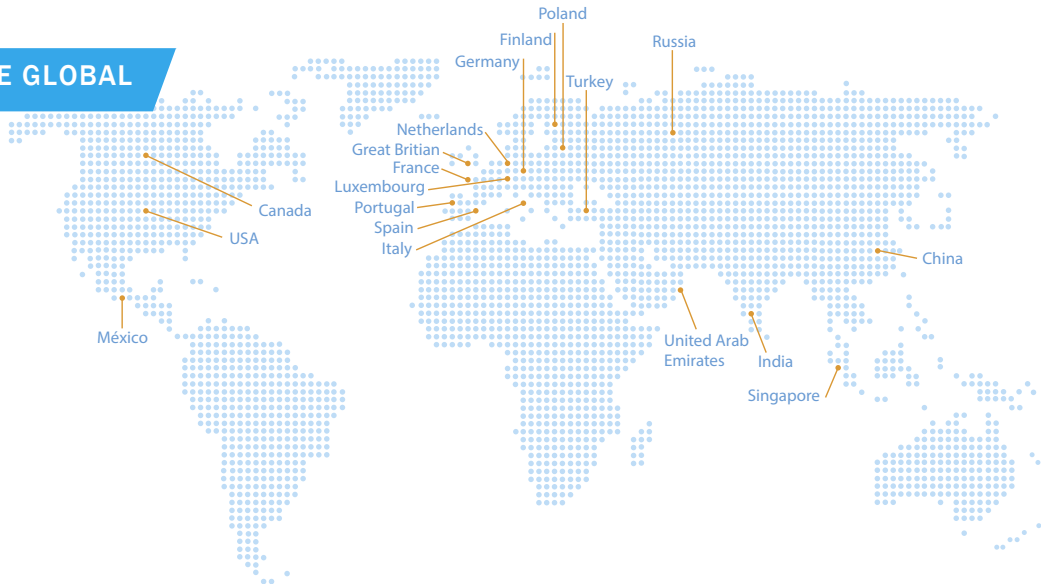 E GLOBAL
Poland
Finland
Russia
Germany
Turkey
Netherlands
Great Britian
France
Luxembourg
Canada
Portugal
Spain
USA
Italy
China
México
United Arab
Emirates
India
Singapore